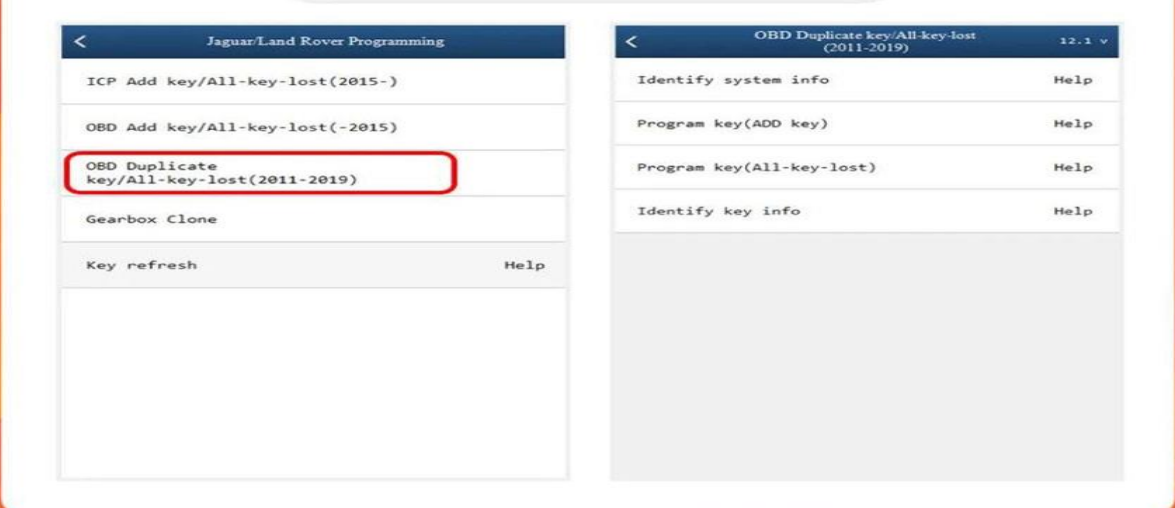 Jaguar/Land Rover Programming
ICP Add key/All-key-lost(2015-)
OBD Add key/All-key-lost(-2015)
OBD Duplicate
key/All-key-lost(2011-2019)
Gearbox Clone
Key refresh Help
OBD Duplicate key/All-key-lost
(2011-2019)
12.1 v
Identify system info Help
Program key(ADD key) Help
Program key(All-key-lost) Help
Identify key info Help